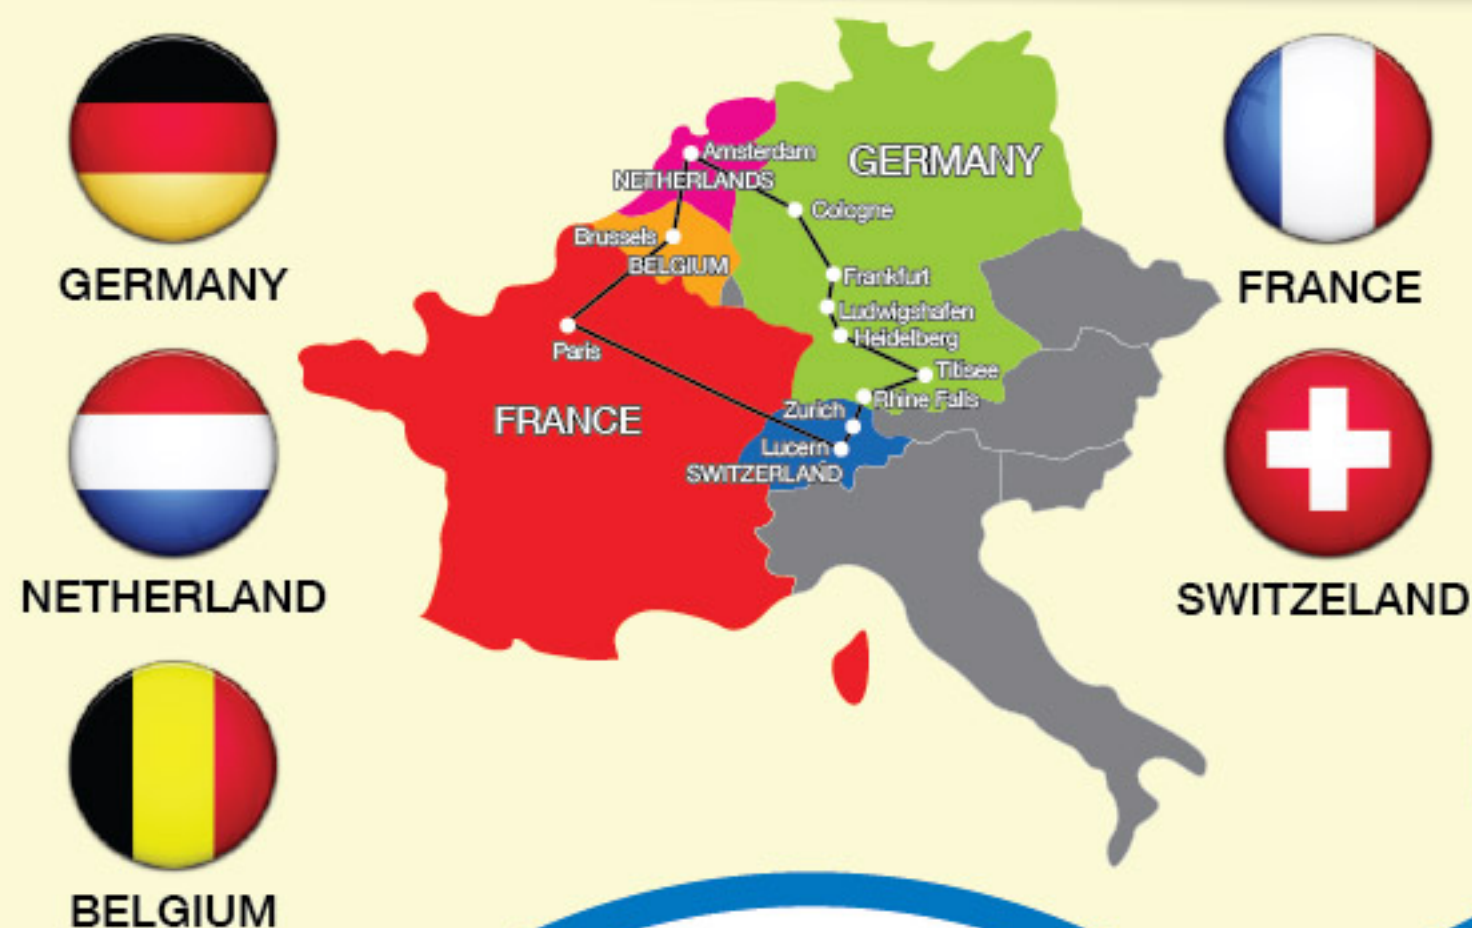 GERMANY
NETHERLAND
BELGIUM
Amsterdam
NETHERLANDS
GERMANY
Cologne
Brussels
BELGIUM
Frankfurt
Ludwigshafen
Heidelberg
Paris
Titisee
Rhine Falls
Zurich
FRANCE
Lucern
SWITZERLAND
FRANCE
SWITZELAND